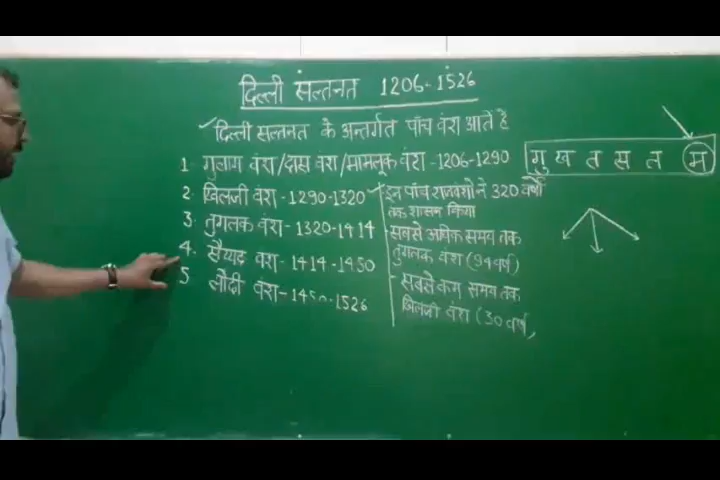 दिल्ली सल्तनत 1206-1526
✓दिल्ली सल्तनत के अन्तर्गत पाँच वंश आते हैं
1. गुलाम वंश/दास वंश/मामलूक वंश -1206-1290
2. खिलजी वंश - 1290-1320
3. तुगलक वंश - 1320-1414
4. सैय्यद वंश - 1414-1450
5. लोदी वंश - 1450-1526
✓इन पाँच राजवंशो ने 320 वर्षो
तक शासन किया
- सबसे अधिक समय तक
तुगलक वंश (94 वर्ष)
- सबसे कम समय तक
खिलजी वंश (30 वर्ष,
गु ख त स त म